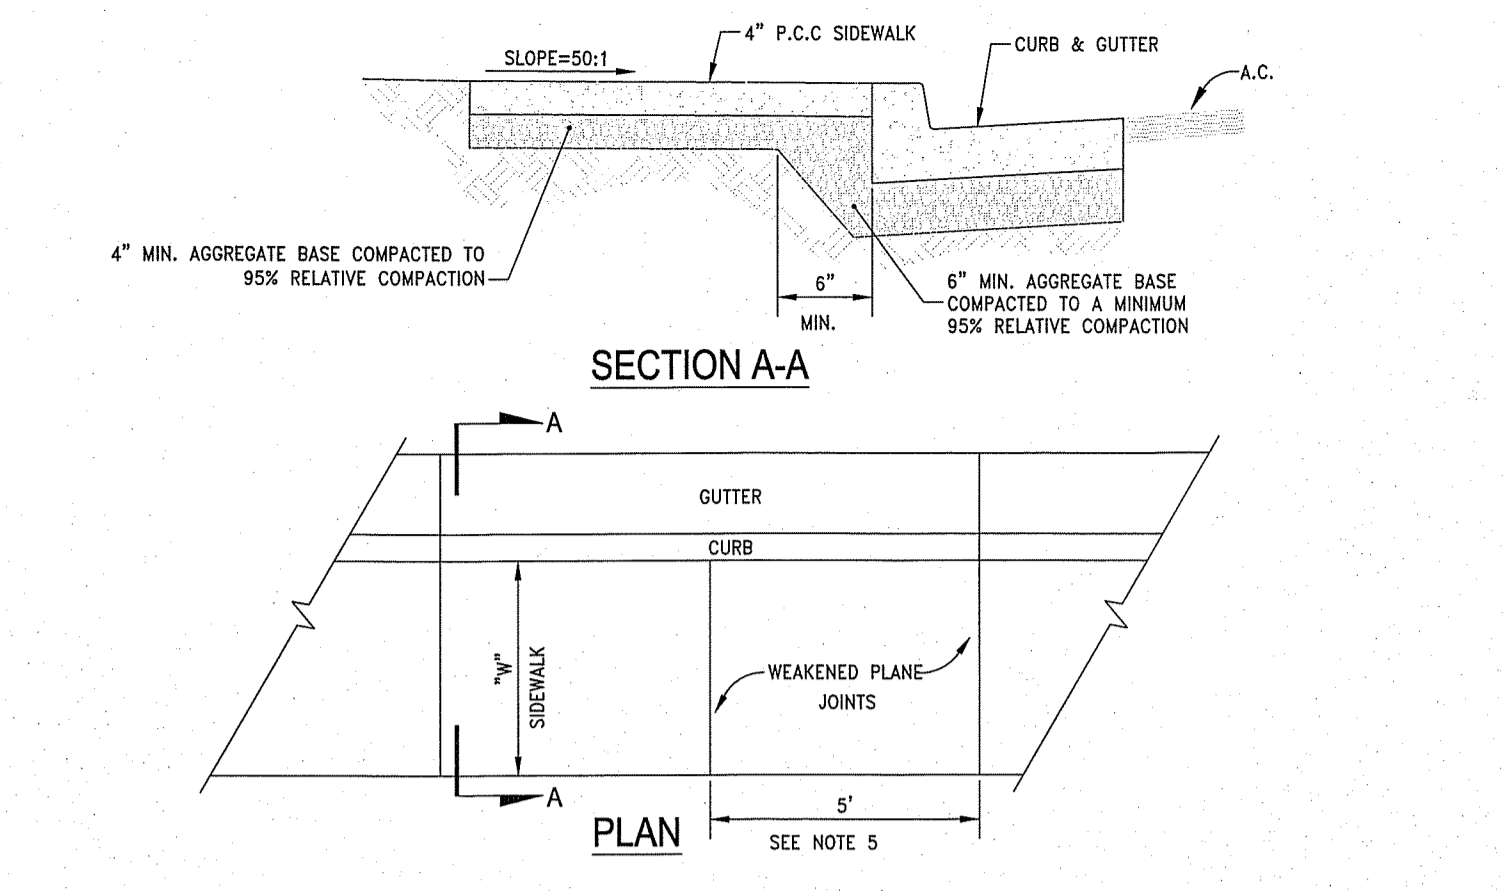 4" P.C.C SIDEWALK
CURB & GUTTER
SLOPE=50:1
A.C.
4" MIN. AGGREGATE BASE COMPACTED TO
95% RELATIVE COMPACTION
6"
MIN.
6" MIN. AGGREGATE BASE
COMPACTED TO A MINIMUM
95% RELATIVE COMPACTION
SECTION A-A
A
GUTTER
CURB
"W"
SIDEWALK
WEAKENED PLANE
JOINTS
A
5'
SEE NOTE 5
PLAN